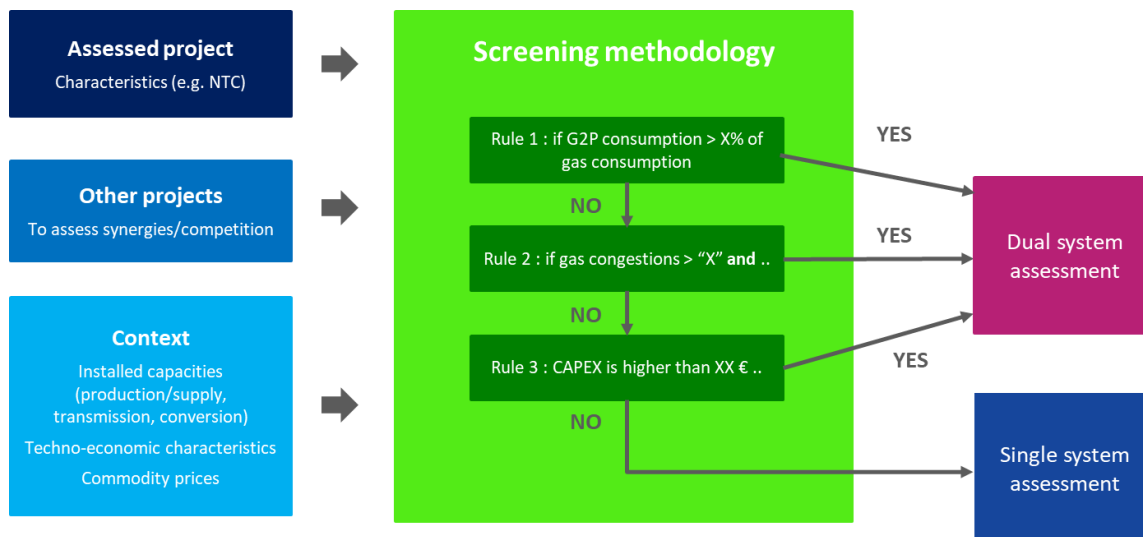 Assessed project
Characteristics (e.g. NTC)
Other projects
To assess synergies/competition
Context
Installed capacities
(production/supply,
transmission, conversion)
Techno-economic characteristics
Commodity prices
Screening methodology
Rule 1 : if G2P consumption > X% of
gas consumption
NO
Rule 2 : if gas congestions > “X” and ..
NO
Rule 3 : CAPEX is higher than XX € ..
NO
YES
YES
YES
Dual system
assessment
Single system
assessment